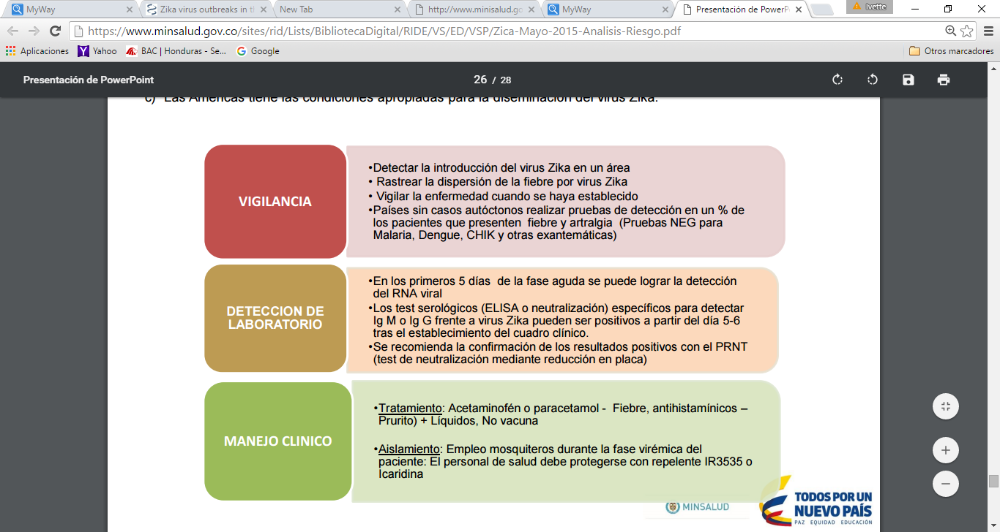 MyWay
Zika virus outbreaks in th
New Tab
http://www.minisalud.go
MyWay
Presentación de PowerP
Ivette
https://www.minsalud.gov.co/sites/rid/Lists/BibliotecaDigital/RIDE/VS/ED/VSP/Zica-Mayo-2015-Analisis-Riesgo.pdf
Aplicaciones Yahoo BAC | Honduras - Se... Google Otros marcadores
Presentación de PowerPoint
26 / 28
c) Las Américas tiene las condiciones apropiadas para la diseminación del virus Zika.
VIGILANCIA
•Detectar la introducción del virus Zika en un área
• Rastrear la dispersión de la fiebre por virus Zika
• Vigilar la enfermedad cuando se haya establecido
•Países sin casos autóctonos realizar pruebas de detección en un % de
los pacientes que presenten fiebre y artralgia (Pruebas NEG para
Malaria, Dengue, CHIK y otras exantemáticas)
DETECCION DE
LABORATORIO
•En los primeros 5 días de la fase aguda se puede lograr la detección
del RNA viral
•Los test serológicos (ELISA o neutralización) específicos para detectar
Ig M o Ig G frente a virus Zika pueden ser positivos a partir del día 5-6
tras el establecimiento del cuadro clínico.
•Se recomienda la confirmación de los resultados positivos con el PRNT
(test de neutralización mediante reducción en placa)
MANEJO CLINICO
•Tratamiento: Acetaminofén o paracetamol - Fiebre, antihistamínicos –
Prurito) + Líquidos, No vacuna
•Aislamiento: Empleo mosquiteros durante la fase virémica del
paciente: El personal de salud debe protegerse con repelente IR3535 o
Icaridina
MINSALUD
TODOS POR UN
NUEVO PAÍS
PAZ EQUIDAD EDUCACIÓN